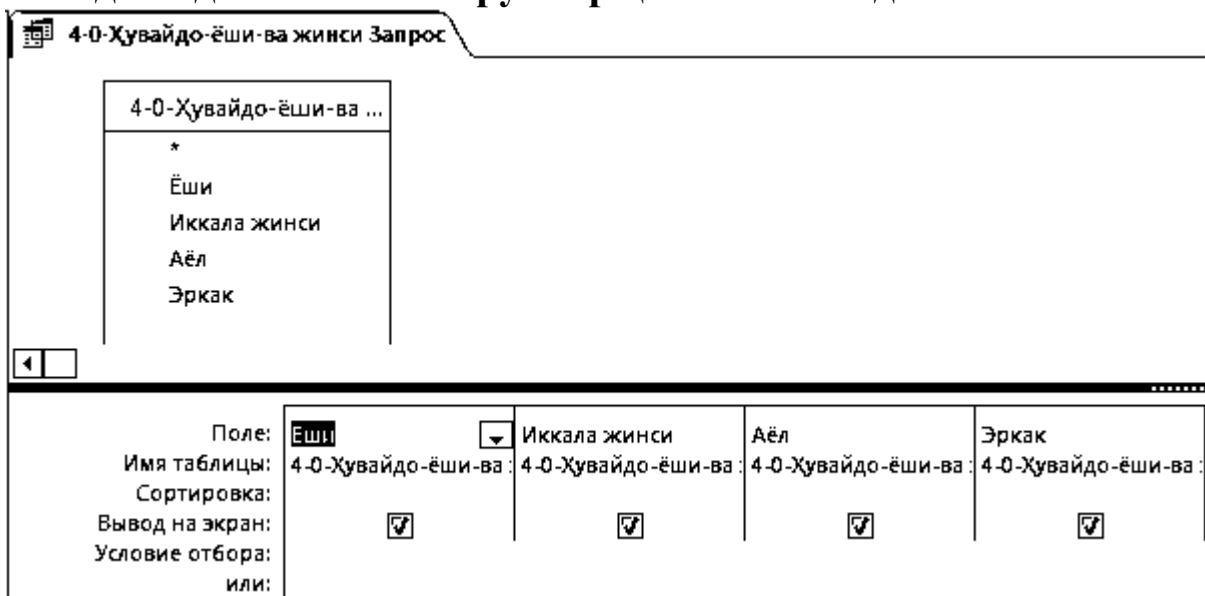 4-0-Ҳувайдо-ёши-ва жинси Запрос
4-0-Ҳувайдо-ёши-ва ...
*
Ёши
Иккала жинси
Аёл
Эркак
Поле: Ёши Иккала жинси Аёл Эркак
Имя таблицы: 4-0-Ҳувайдо-ёши-ва 4-0-Ҳувайдо-ёши-ва 4-0-Ҳувайдо-ёши-ва 4-0-Ҳувайдо-ёши-ва
Сортировка:
Вывод на экран:
Условие отбора:
или: